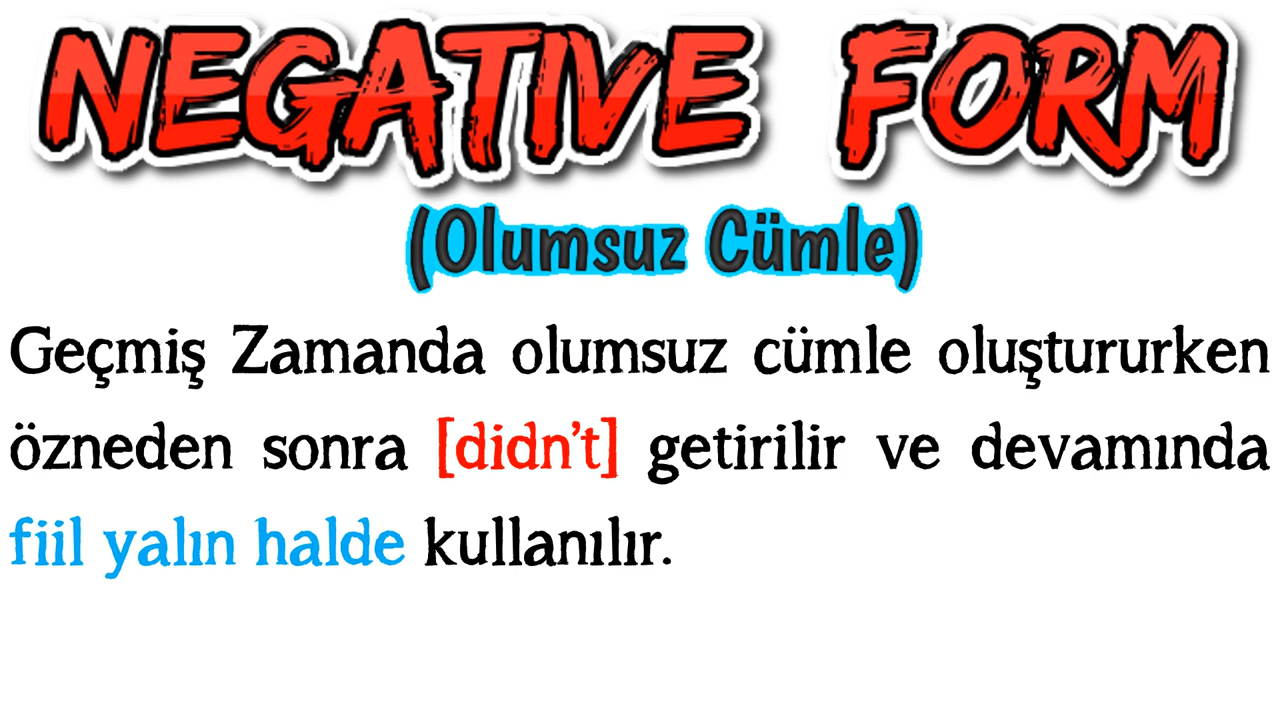 NEGATIVE FORM
(Olumsuz Cümle)
Geçmiş Zamanda olumsuz cümle oluştururken
özneden sonra [didn't] getirilir ve devamında
fiil yalın halde kullanılır.